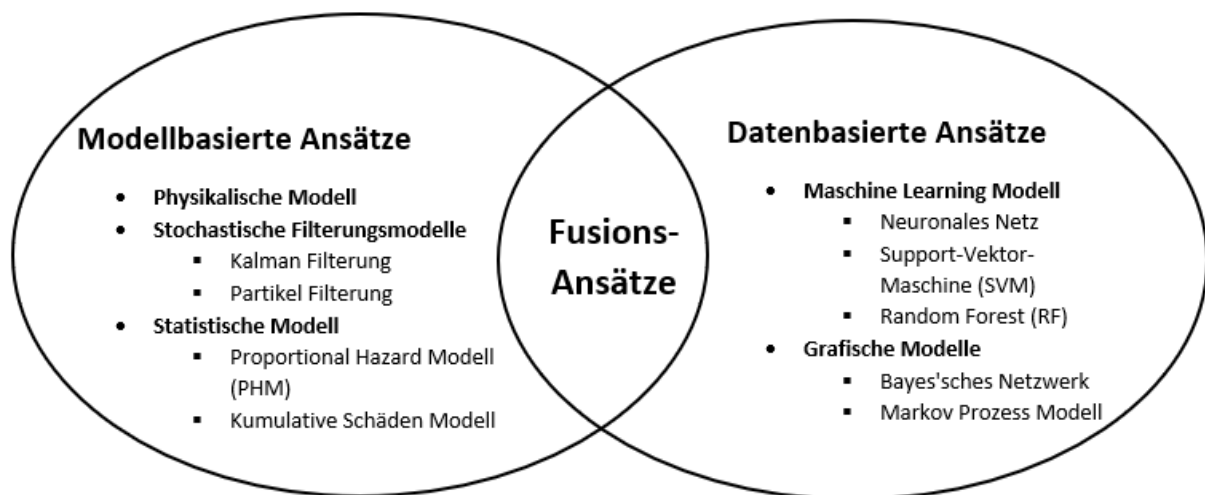 Modellbasierte Ansätze
• Physikalische Modell
• Stochastische Filterungsmodelle
▪ Kalman Filterung
▪ Partikel Filterung
• Statistische Modell
▪ Proportional Hazard Modell
(PHM)
▪ Kumulative Schäden Modell
Fusions-
Ansätze
Datenbasierte Ansätze
• Maschine Learning Modell
▪ Neuronales Netz
▪ Support-Vektor-
Maschine (SVM)
▪ Random Forest (RF)
• Grafische Modelle
▪ Bayes'sches Netzwerk
▪ Markov Prozess Modell